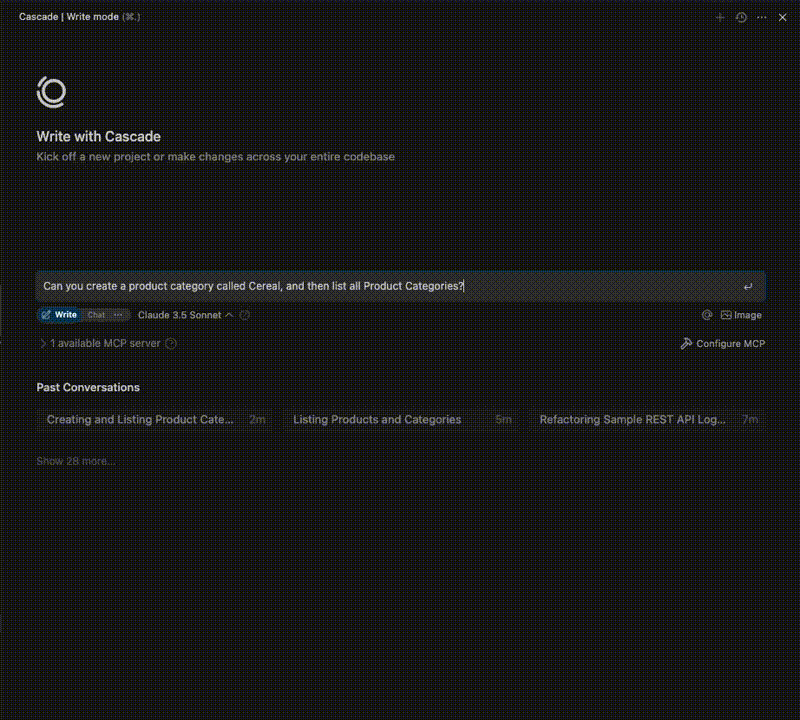 Cascade | Write mode (⌘.)
Write with Cascade
Kick off a new project or make changes across your entire codebase
Can you create a product category called Cereal, and then list all Product Categories?
Write Chat ··· Claude 3.5 Sonnet Image
1 available MCP server Configure MCP
Past Conversations
Creating and Listing Product Cate... 2m Listing Products and Categories 5m Refactoring Sample REST API Log... 7m
Show 28 more...